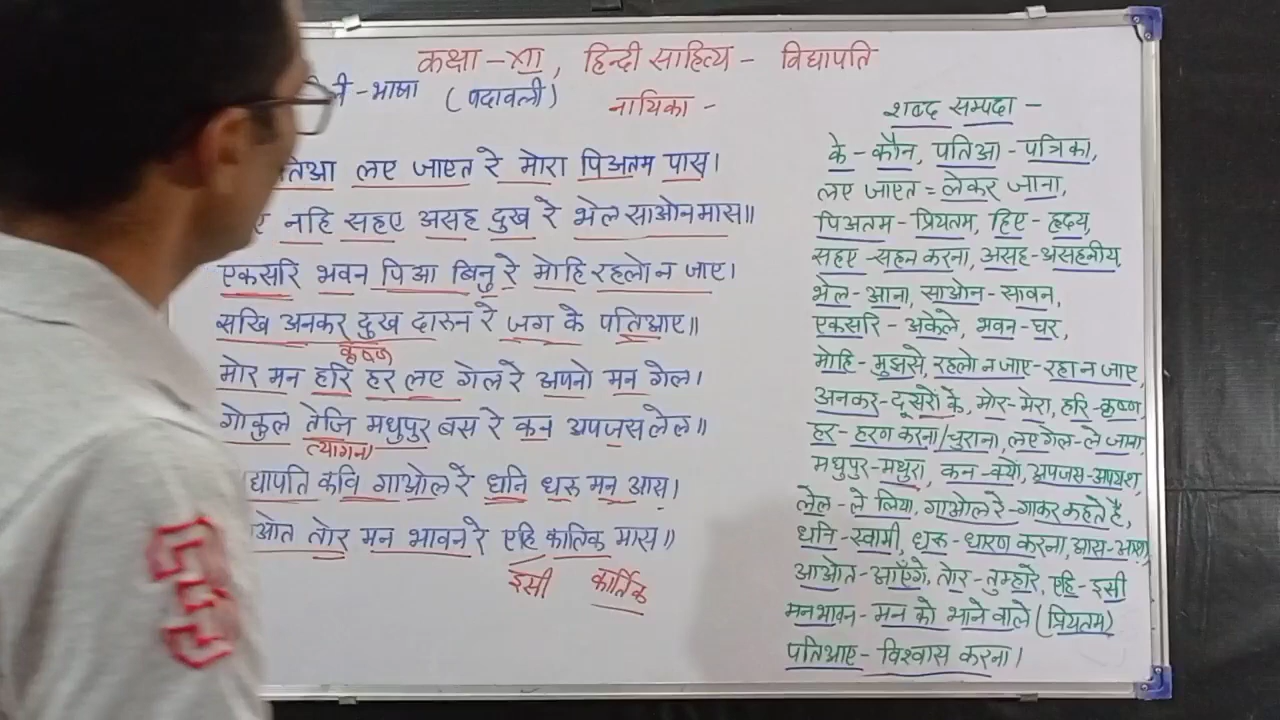 कक्षा - XII, हिन्दी साहित्य - विद्यापति
भाषा (पदावली) नायिका -
लए जाएत रे मोरा पिअतम पास।
नहि सहए असह दुख रे भेल साओन मास॥
एकसरि भवन पिआ बिनु रे मोहि रहलो न जाए।
सखि अनकर दुख दारुन रे जग के पतिआए॥
कृष्ण
मोर मन हरि हर लए गेल रे अपनो मन गेल।
गोकुल तेजि मधुपुर बस रे कन अपजस लेल॥
त्यागना
कवि गाओल रे धनि धरु मन आस।
तोर मन भावन रे एहि कातिक मास॥
इसी कार्तिक
शब्द सम्पदा -
के - कौन, पतिआ - पत्रिका,
लए जाएत = लेकर जाना,
पिअतम - प्रियतम, हिए - हृदय,
सहए - सहन करना, असह - असहनीय
भेल - आना, साओन - सावन,
एकसरि - अकेले, भवन - घर,
मोहि - मुझसे, रहलो न जाए - रहा न जाए,
अनकर - दूसरों के, मोर - मेरा, हरि - कृष्ण
हर - हरण करना/चुराना, लए गेल - ले जाना
मधुपुर - मथुरा, कन - क्यों, अपजस - अपयश,
लेल - ले लिया, गाओल रे - गाकर कहते है,
धनि - स्वामी, धरू - धारण करना, आस - आशा,
आओत - आएँगे, तोर - तुम्हारे, एहि - इसी
मनभावन - मन को भाने वाले (प्रियतम)
पतिआए - विश्वास करना।